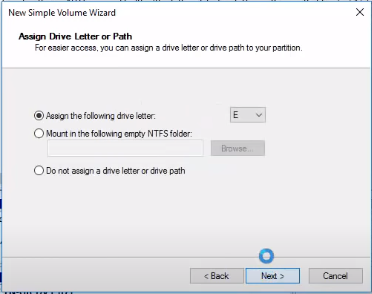 New Simple Volume Wizard
Assign Drive Letter or Path
For easier access, you can assign a drive letter or drive path to your partition.
Assign the following drive letter: E
Mount in the following empty NTFS folder:
Browse...
Do not assign a drive letter or drive path
< Back Next > Cancel